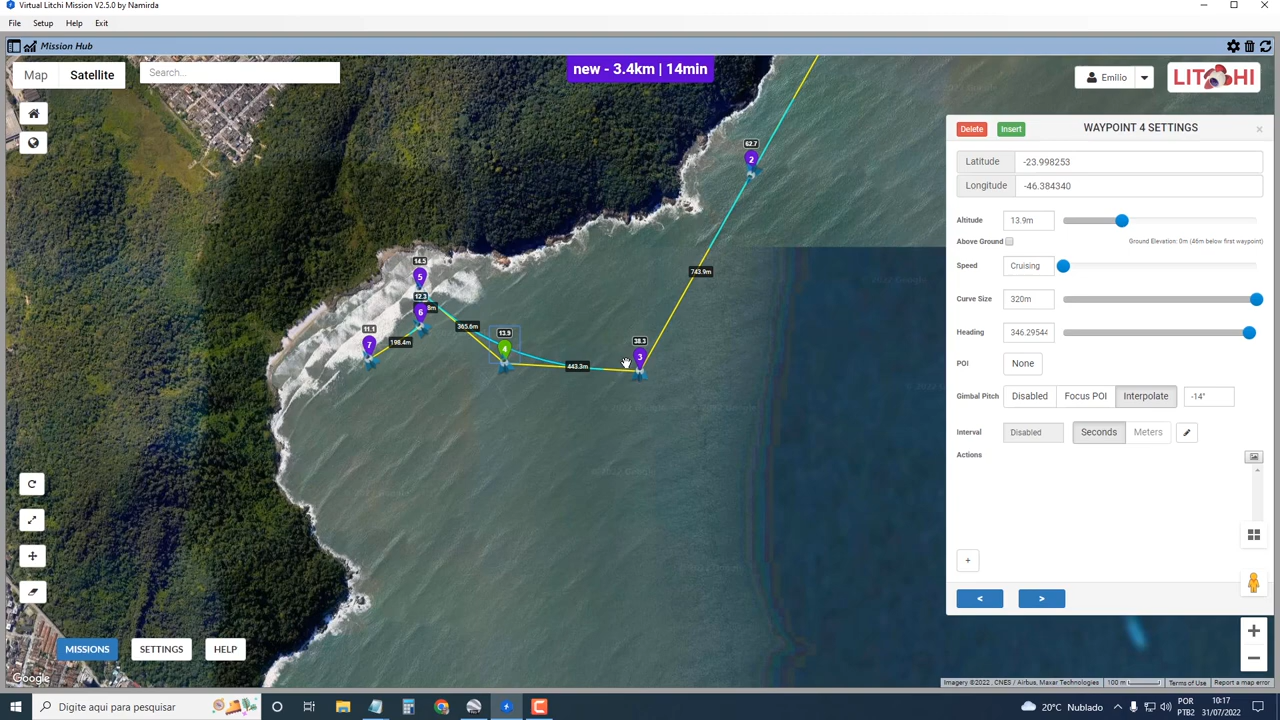 Virtual Litchi Mission V2.5.0 by Namirda
File Setup Help Exit
Mission Hub
Map Satellite
Search...
new - 3.4km | 14min
Emilio
LITCHI
62.7
2
743.9m
14.5
5
12.3
6
11.1
7
198.4m
365.6m
13.9
4
443.3m
38.3
3
Delete Insert WAYPOINT 4 SETTINGS ×
Latitude -23.998253
Longitude -46.384340
Altitude 13.9m
Above Ground Ground Elevation: 0m (46m below first waypoint)
Speed Cruising
Curve Size 320m
Heading 346.29544
POI None
Gimbal Pitch Disabled Focus POI Interpolate -14°
Interval Disabled Seconds Meters
Actions
+
< >
MISSIONS SETTINGS HELP
Google
Imagery ©2022 , CNES / Airbus, Maxar Technologies 100 m Terms of Use Report a map error
Digite aqui para pesquisar
20°C Nublado
POR
PTB2
10:17
31/07/2022